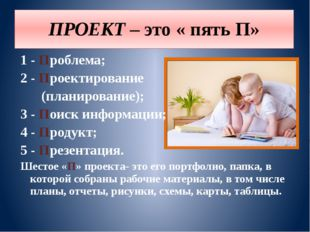 ПРОЕКТ – это « пять П»
1 - Проблема;
2 - Проектирование
(планирование);
3 - Поиск информации;
4 - Продукт;
5 - Презентация.
Шестое «П» проекта- это его портфолио, папка, в
которой собраны рабочие материалы, в том числе
планы, отчеты, рисунки, схемы, карты, таблицы.